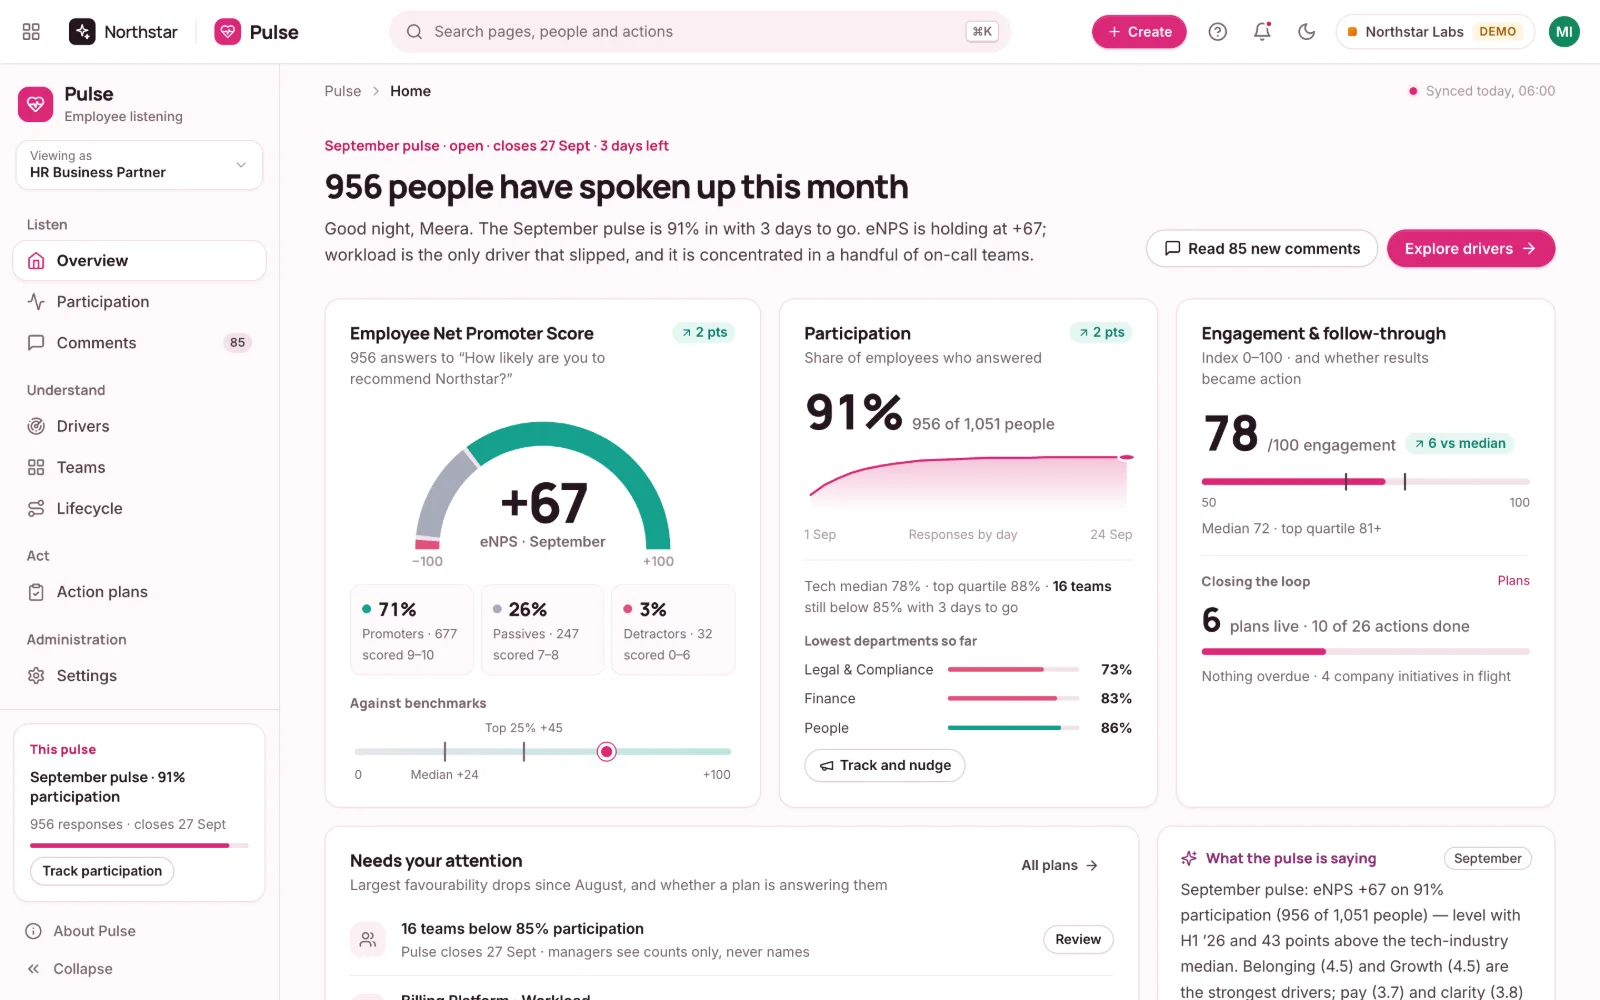 Northstar
Pulse
Search pages, people and actions
⌘K
+ Create
Northstar Labs DEMO
MI
Pulse
Employee listening
Viewing as
HR Business Partner
Listen
Overview
Participation
Comments 85
Understand
Drivers
Teams
Lifecycle
Act
Action plans
Administration
Settings
This pulse
September pulse · 91%
participation
956 responses · closes 27 Sept
Track participation
About Pulse
Collapse
Pulse > Home
Synced today, 06:00
September pulse · open · closes 27 Sept · 3 days left
956 people have spoken up this month
Good night, Meera. The September pulse is 91% in with 3 days to go. eNPS is holding at +67;
workload is the only driver that slipped, and it is concentrated in a handful of on-call teams.
Read 85 new comments
Explore drivers →
Employee Net Promoter Score
↗ 2 pts
956 answers to “How likely are you to
recommend Northstar?”
+67
eNPS · September
−100
+100
71%
Promoters · 677
scored 9–10
26%
Passives · 247
scored 7–8
3%
Detractors · 32
scored 0–6
Against benchmarks
Top 25% +45
0
Median +24
+100
Participation
↗ 2 pts
Share of employees who answered
91% 956 of 1,051 people
1 Sep
Responses by day
24 Sep
Tech median 78% · top quartile 88% · 16 teams
still below 85% with 3 days to go
Lowest departments so far
Legal & Compliance 73%
Finance 83%
People 86%
Track and nudge
Engagement & follow-through
Index 0–100 · and whether results
became action
78 /100 engagement ↗ 6 vs median
50
100
Median 72 · top quartile 81+
Closing the loop
Plans
6 plans live · 10 of 26 actions done
Nothing overdue · 4 company initiatives in flight
Needs your attention
Largest favourability drops since August, and whether a plan is answering them
All plans →
16 teams below 85% participation
Pulse closes 27 Sept · managers see counts only, never names
Review
Billing Platform · Workload
What the pulse is saying
September
September pulse: eNPS +67 on 91%
participation (956 of 1,051 people) — level with
H1 ’26 and 43 points above the tech-industry
median. Belonging (4.5) and Growth (4.5) are
the strongest drivers; pay (3.7) and clarity (3.8)